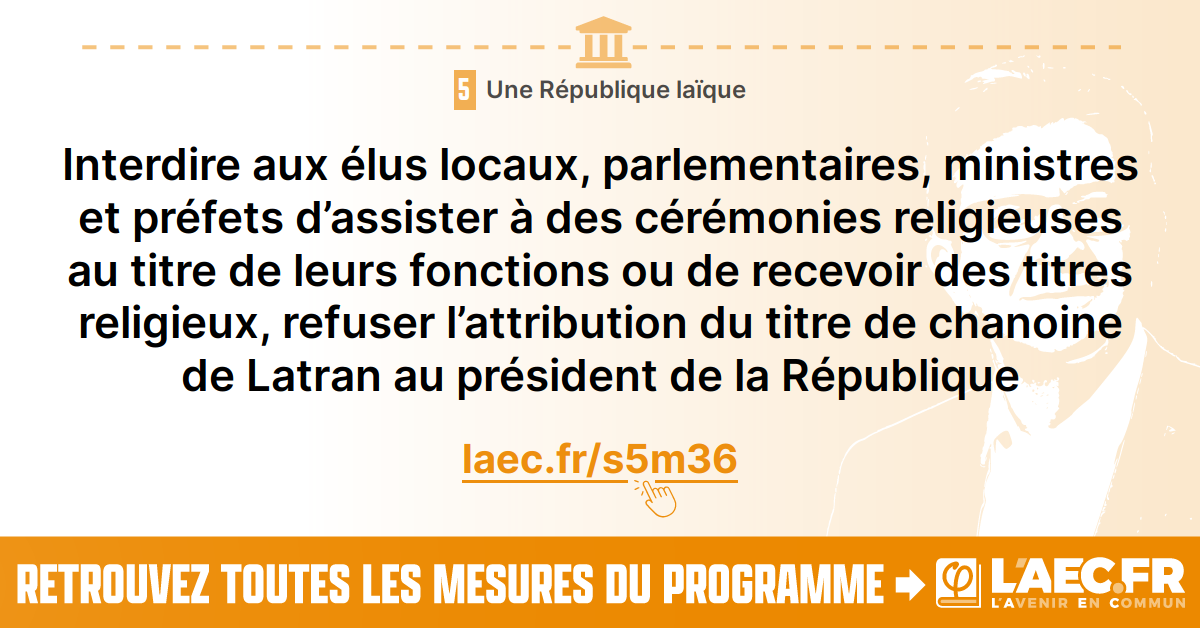 5 Une République laïque
Interdire aux élus locaux, parlementaires, ministres
et préfets d’assister à des cérémonies religieuses
au titre de leurs fonctions ou de recevoir des titres
religieux, refuser l’attribution du titre de chanoine
de Latran au président de la République
laec.fr/s5m36
RETROUVEZ TOUTES LES MESURES DU PROGRAMME
φ L'AEC.FR
L'AVENIR EN COMMUN